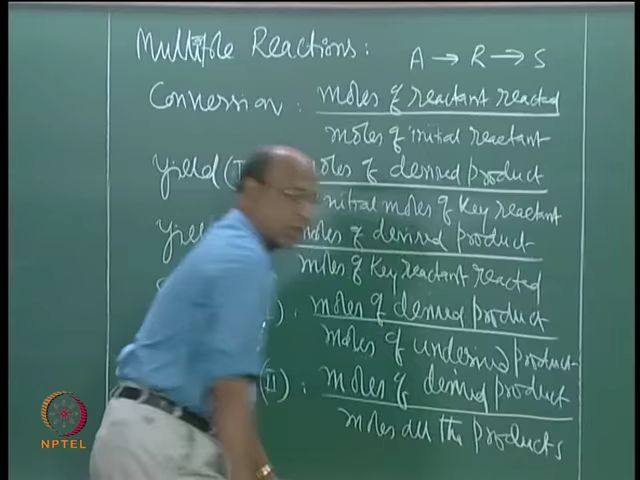 Multiple Reactions: A → R → S
Conversion : moles of reactant reacted
moles of initial reactant
Yield (I moles of desired product
initial moles of key reactant
moles of desired product
moles of key reactant reacted
) : moles of desired product
moles of undesired product
(II) : moles of desired product
moles all the products
NPTEL